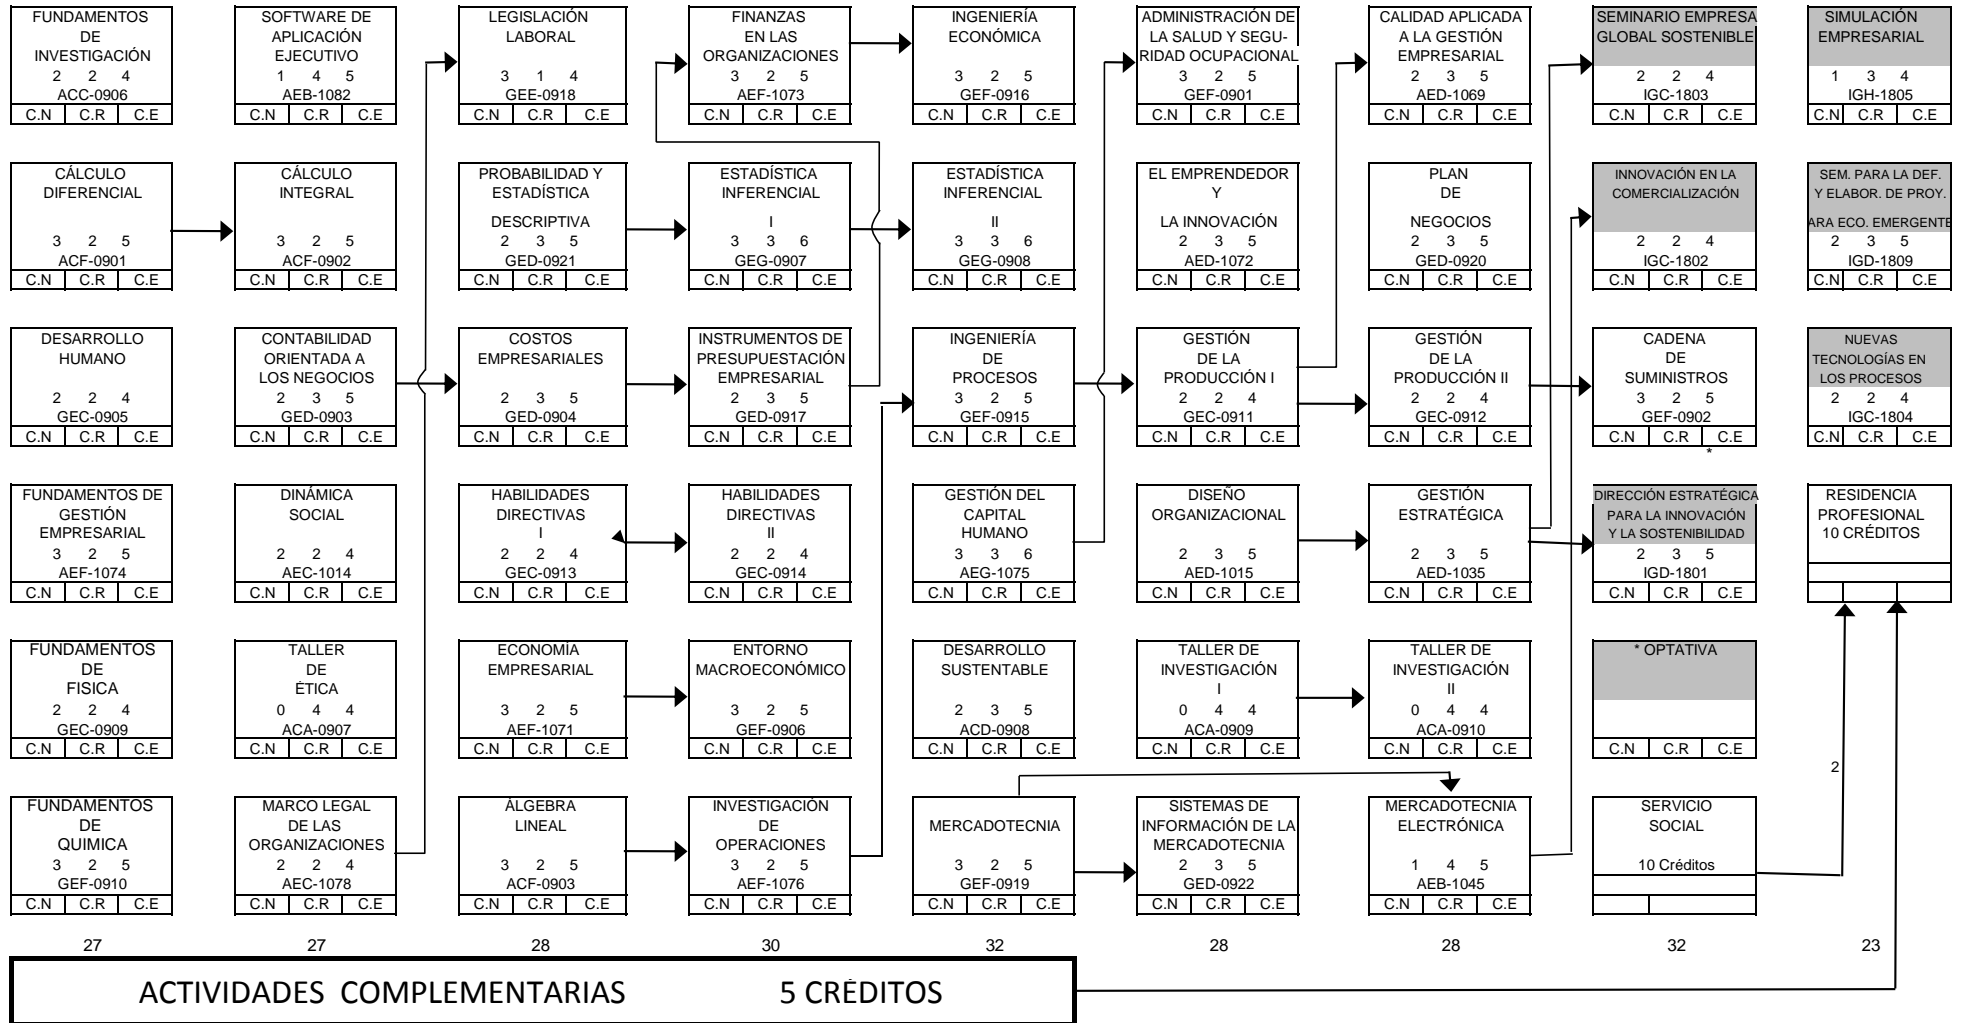 FUNDAMENTOS
DE
INVESTIGACIÓN
2 2 4
ACC-0906
C.N C.R C.E
SOFTWARE DE
APLICACIÓN
EJECUTIVO
1 4 5
AEB-1082
C.N C.R C.E
LEGISLACIÓN
LABORAL
3 1 4
GEE-0918
C.N C.R C.E
FINANZAS
EN LAS
ORGANIZACIONES
3 2 5
AEF-1073
C.N C.R C.E
INGENIERÍA
ECONÓMICA
3 2 5
GEF-0916
C.N C.R C.E
ADMINISTRACIÓN DE
LA SALUD Y SEGU-
RIDAD OCUPACIONAL
3 2 5
GEF-0901
C.N C.R C.E
CALIDAD APLICADA
A LA GESTIÓN
EMPRESARIAL
2 3 5
AED-1069
C.N C.R C.E
SEMINARIO EMPRESA
GLOBAL SOSTENIBLE
2 2 4
IGC-1803
C.N C.R C.E
SIMULACIÓN
EMPRESARIAL
1 3 4
IGH-1805
C.N C.R C.E
CÁLCULO
DIFERENCIAL
3 2 5
ACF-0901
C.N C.R C.E
CÁLCULO
INTEGRAL
3 2 5
ACF-0902
C.N C.R C.E
PROBABILIDAD Y
ESTADÍSTICA
DESCRIPTIVA
2 3 5
GED-0921
C.N C.R C.E
ESTADÍSTICA
INFERENCIAL
I
3 3 6
GEG-0907
C.N C.R C.E
ESTADÍSTICA
INFERENCIAL
II
3 3 6
GEG-0908
C.N C.R C.E
EL EMPRENDEDOR
Y
LA INNOVACIÓN
2 3 5
AED-1072
C.N C.R C.E
PLAN
DE
NEGOCIOS
2 3 5
GED-0920
C.N C.R C.E
INNOVACIÓN EN LA
COMERCIALIZACIÓN
2 2 4
IGC-1802
C.N C.R C.E
SEM. PARA LA DEF.
Y ELABOR. DE PROY.
ARA ECO. EMERGENTE
2 3 5
IGD-1809
C.N C.R C.E
DESARROLLO
HUMANO
2 2 4
GEC-0905
C.N C.R C.E
CONTABILIDAD
ORIENTADA A
LOS NEGOCIOS
2 3 5
GED-0903
C.N C.R C.E
COSTOS
EMPRESARIALES
2 3 5
GED-0904
C.N C.R C.E
INSTRUMENTOS DE
PRESUPUESTACIÓN
EMPRESARIAL
2 3 5
GED-0917
C.N C.R C.E
INGENIERÍA
DE
PROCESOS
3 2 5
GEF-0915
C.N C.R C.E
GESTIÓN
DE LA
PRODUCCIÓN I
2 2 4
GEC-0911
C.N C.R C.E
GESTIÓN
DE LA
PRODUCCIÓN II
2 2 4
GEC-0912
C.N C.R C.E
CADENA
DE
SUMINISTROS
3 2 5
GEF-0902
C.N C.R C.E
*
NUEVAS
TECNOLOGÍAS EN
LOS PROCESOS
2 2 4
IGC-1804
C.N C.R C.E
FUNDAMENTOS DE
GESTIÓN
EMPRESARIAL
3 2 5
AEF-1074
C.N C.R C.E
DINÁMICA
SOCIAL
2 2 4
AEC-1014
C.N C.R C.E
HABILIDADES
DIRECTIVAS
I
2 2 4
GEC-0913
C.N C.R C.E
HABILIDADES
DIRECTIVAS
II
2 2 4
GEC-0914
C.N C.R C.E
GESTIÓN DEL
CAPITAL
HUMANO
3 3 6
AEG-1075
C.N C.R C.E
DISEÑO
ORGANIZACIONAL
2 3 5
AED-1015
C.N C.R C.E
GESTIÓN
ESTRATÉGICA
2 3 5
AED-1035
C.N C.R C.E
DIRECCIÓN ESTRATÉGICA
PARA LA INNOVACIÓN
Y LA SOSTENIBILIDAD
2 3 5
IGD-1801
C.N C.R C.E
RESIDENCIA
PROFESIONAL
10 CRÉDITOS
FUNDAMENTOS
DE
FISICA
2 2 4
GEC-0909
C.N C.R C.E
TALLER
DE
ÉTICA
0 4 4
ACA-0907
C.N C.R C.E
ECONOMÍA
EMPRESARIAL
3 2 5
AEF-1071
C.N C.R C.E
ENTORNO
MACROECONÓMICO
3 2 5
GEF-0906
C.N C.R C.E
DESARROLLO
SUSTENTABLE
2 3 5
ACD-0908
C.N C.R C.E
TALLER DE
INVESTIGACIÓN
I
0 4 4
ACA-0909
C.N C.R C.E
TALLER DE
INVESTIGACIÓN
II
0 4 4
ACA-0910
C.N C.R C.E
* OPTATIVA
C.N C.R C.E
2
FUNDAMENTOS
DE
QUIMICA
3 2 5
GEF-0910
C.N C.R C.E
MARCO LEGAL
DE LAS
ORGANIZACIONES
2 2 4
AEC-1078
C.N C.R C.E
ÁLGEBRA
LINEAL
3 2 5
ACF-0903
C.N C.R C.E
INVESTIGACIÓN
DE
OPERACIONES
3 2 5
AEF-1076
C.N C.R C.E
MERCADOTECNIA
3 2 5
GEF-0919
C.N C.R C.E
SISTEMAS DE
INFORMACIÓN DE LA
MERCADOTECNIA
2 3 5
GED-0922
C.N C.R C.E
MERCADOTECNIA
ELECTRÓNICA
1 4 5
AEB-1045
C.N C.R C.E
SERVICIO
SOCIAL
10 Créditos
27 27 28 30 32 28 28 32 23
ACTIVIDADES COMPLEMENTARIAS 5 CRÉDITOS